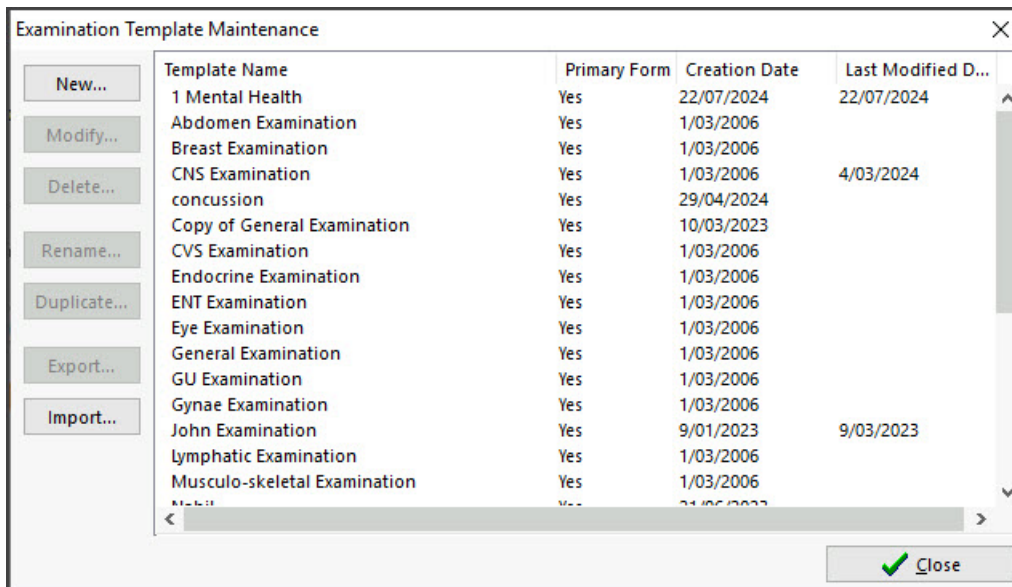 Examination Template Maintenance
New...
Modify...
Delete...
Rename...
Duplicate...
Export...
Import...
Template Name Primary Form Creation Date Last Modified D...
1 Mental Health Yes 22/07/2024 22/07/2024
Abdomen Examination Yes 1/03/2006
Breast Examination Yes 1/03/2006
CNS Examination Yes 1/03/2006 4/03/2024
concussion Yes 29/04/2024
Copy of General Examination Yes 10/03/2023
CVS Examination Yes 1/03/2006
Endocrine Examination Yes 1/03/2006
ENT Examination Yes 1/03/2006
Eye Examination Yes 1/03/2006
General Examination Yes 1/03/2006
GU Examination Yes 1/03/2006
Gynae Examination Yes 1/03/2006
John Examination Yes 9/01/2023 9/03/2023
Lymphatic Examination Yes 1/03/2006
Musculo-skeletal Examination Yes 1/03/2006
Close